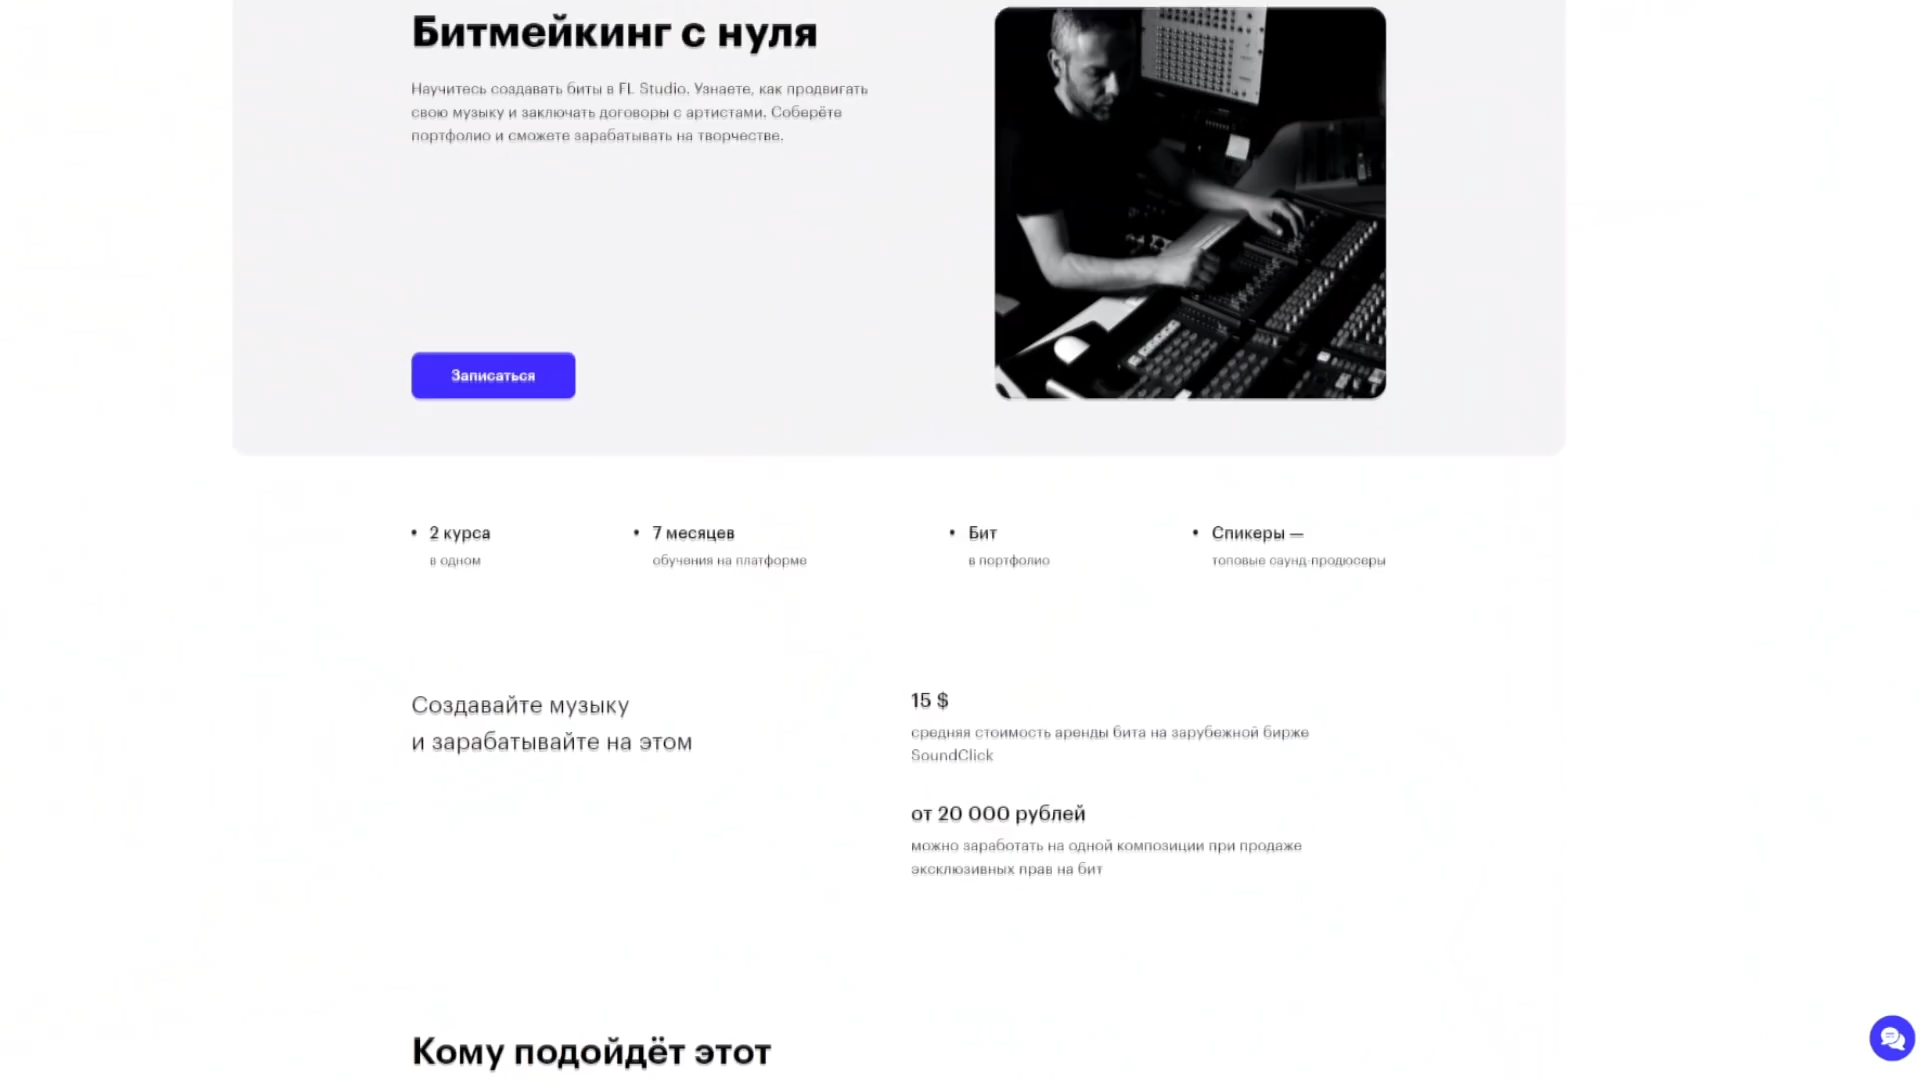 Битмейкинг с нуля
Научитесь создавать биты в FL Studio. Узнаете, как продвигать
свою музыку и заключать договоры с артистами. Соберёте
портфолио и сможете зарабатывать на творчестве.
Записаться
• 2 курса
в одном
• 7 месяцев
обучения на платформе
• Бит
в портфолио
• Спикеры —
топовые саунд-продюсеры
Создавайте музыку
и зарабатывайте на этом
15 $
средняя стоимость аренды бита на зарубежной бирже
SoundClick
от 20 000 рублей
можно заработать на одной композиции при продаже
эксклюзивных прав на бит
Кому подойдёт этот